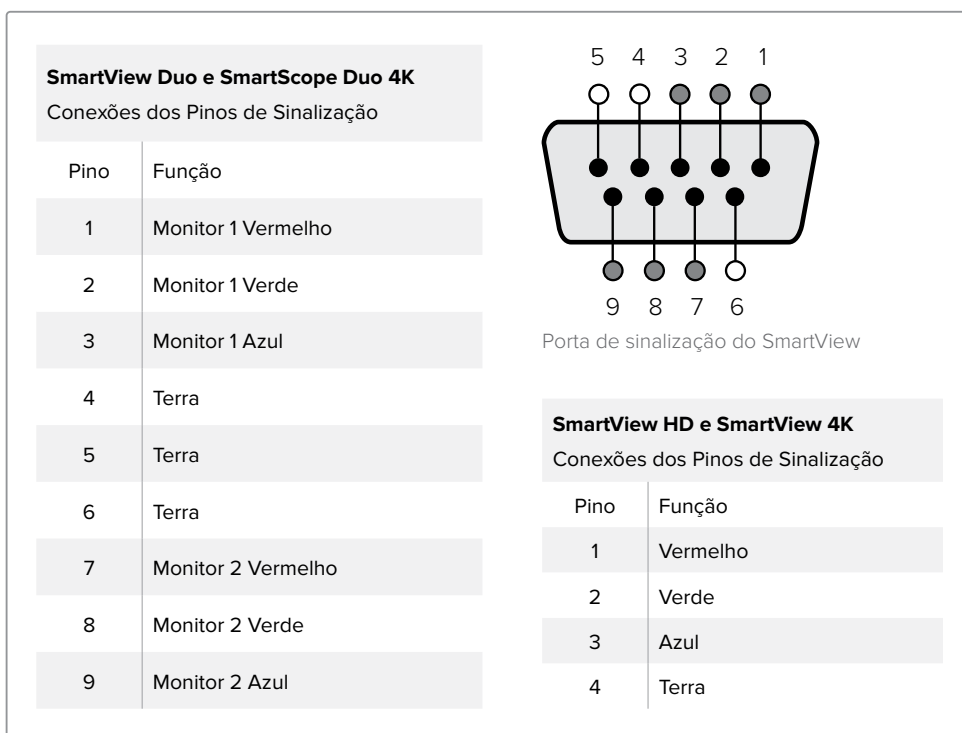 SmartView Duo e SmartScope Duo 4K
Conexões dos Pinos de Sinalização
Pino Função
1 Monitor 1 Vermelho
2 Monitor 1 Verde
3 Monitor 1 Azul
4 Terra
5 Terra
6 Terra
7 Monitor 2 Vermelho
8 Monitor 2 Verde
9 Monitor 2 Azul
5 4 3 2 1
9 8 7 6
Porta de sinalização do SmartView
SmartView HD e SmartView 4K
Conexões dos Pinos de Sinalização
Pino Função
1 Vermelho
2 Verde
3 Azul
4 Terra